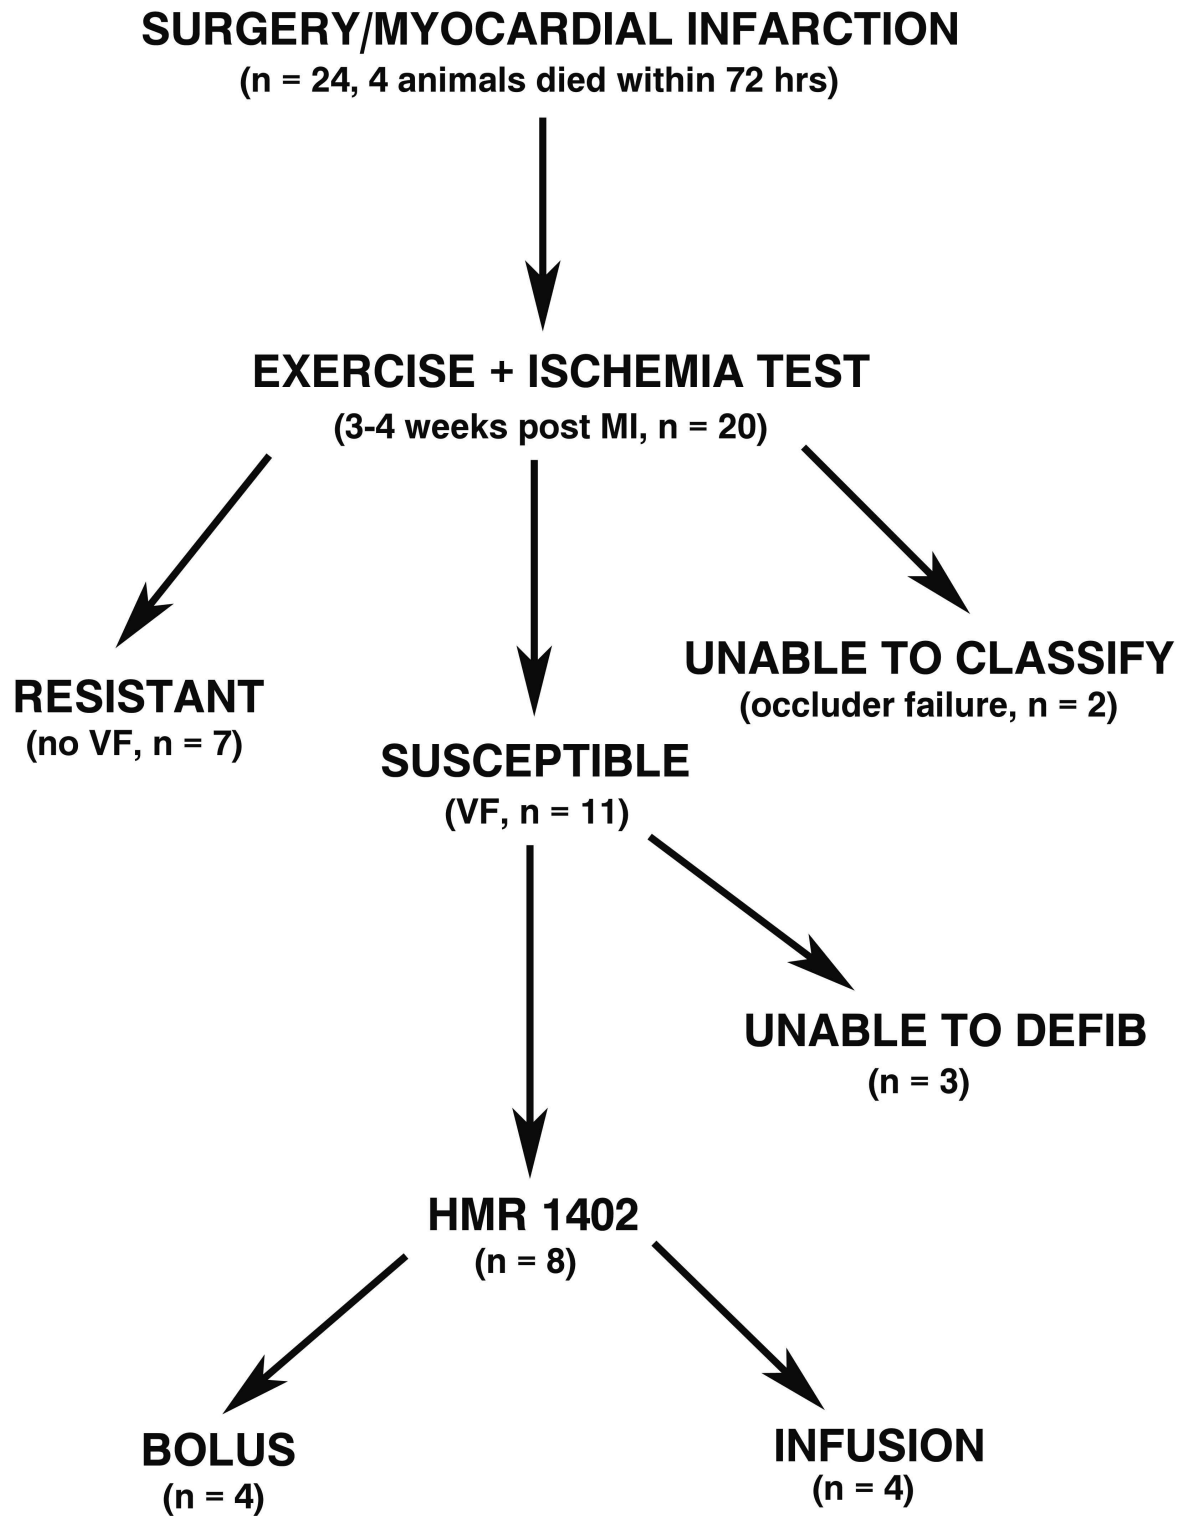 SURGERY/MYOCARDIAL INFARCTION
(n = 24, 4 animals died within 72 hrs)
EXERCISE + ISCHEMIA TEST
(3-4 weeks post MI, n = 20)
RESISTANT
(no VF, n = 7)
UNABLE TO CLASSIFY
(occluder failure, n = 2)
SUSCEPTIBLE
(VF, n = 11)
UNABLE TO DEFIB
(n = 3)
HMR 1402
(n = 8)
BOLUS
(n = 4)
INFUSION
(n = 4)